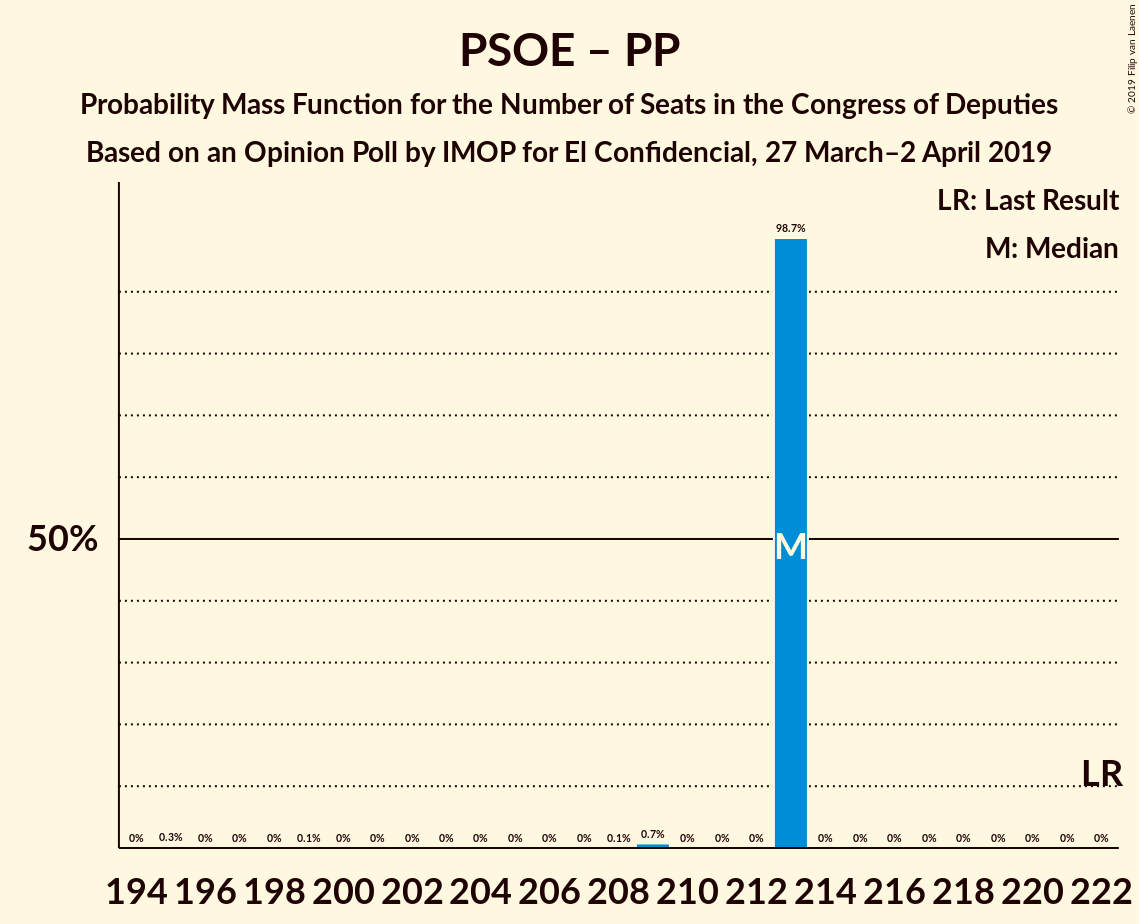 PSOE – PP
Probability Mass Function for the Number of Seats in the Congress of Deputies
Based on an Opinion Poll by IMOP for El Confidencial, 27 March–2 April 2019
© 2019 Filip van Laenen
LR: Last Result
M: Median
98.7%
50%
M
LR
0% 0.3% 0% 0% 0% 0.1% 0% 0% 0% 0% 0% 0% 0% 0% 0.1% 0.7% 0% 0% 0% 0% 0% 0% 0% 0% 0% 0% 0% 0%
194 196 198 200 202 204 206 208 210 212 214 216 218 220 222